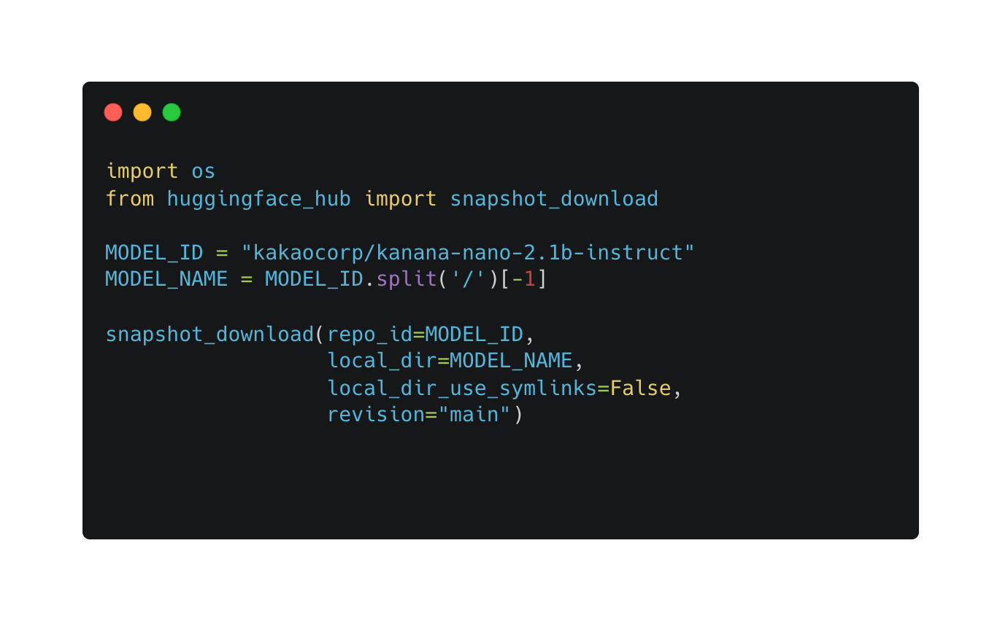 import os
from huggingface_hub import snapshot_download
MODEL_ID = "kakaocorp/kanana-nano-2.1b-instruct"
MODEL_NAME = MODEL_ID.split('/')[-1]
snapshot_download(repo_id=MODEL_ID,
local_dir=MODEL_NAME,
local_dir_use_symlinks=False,
revision="main")